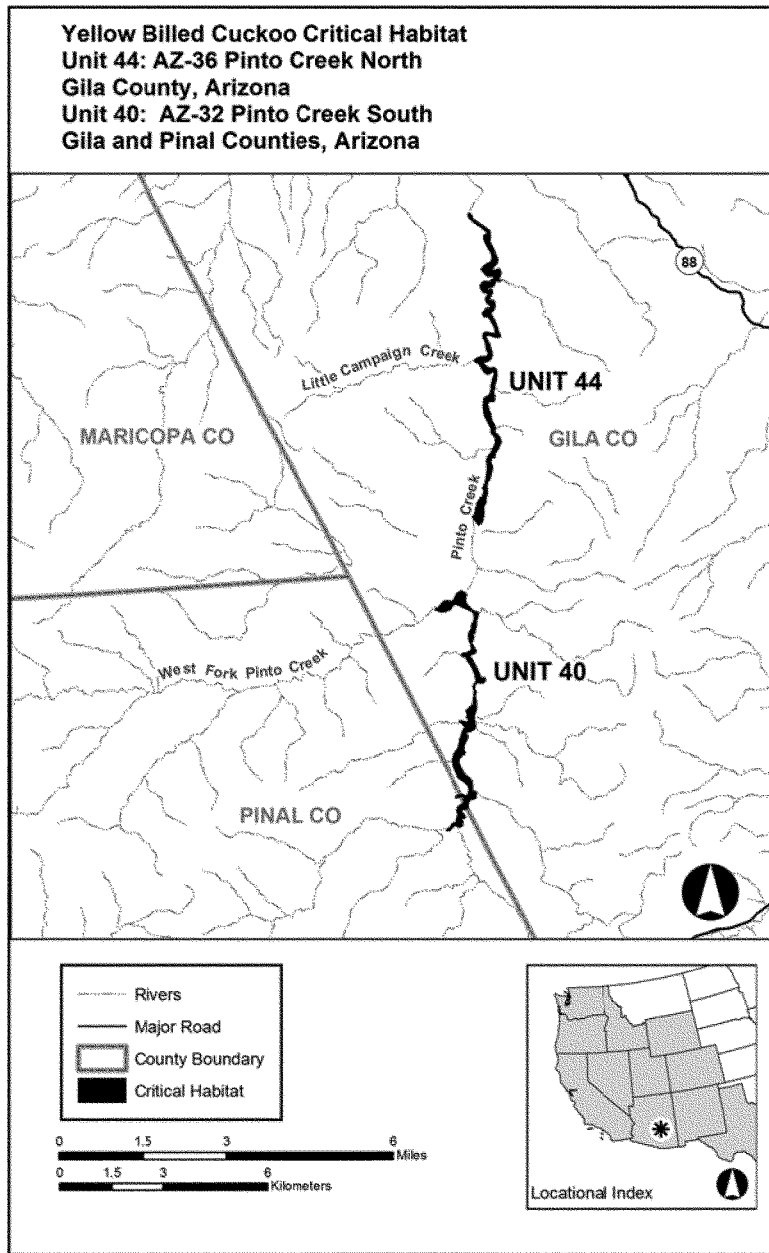 Yellow Billed Cuckoo Critical Habitat
Unit 44: AZ-36 Pinto Creek North
Gila County, Arizona
Unit 40: AZ-32 Pinto Creek South
Gila and Pinal Counties, Arizona
88
Little Campaign Creek
UNIT 44
MARICOPA CO
GILA CO
Pinto Creek
West Fork Pinto Creek
UNIT 40
PINAL CO
Rivers
Major Road
County Boundary
Critical Habitat
0 1.5 3 6
Miles
0 1.5 3 6
Kilometers
Locational Index